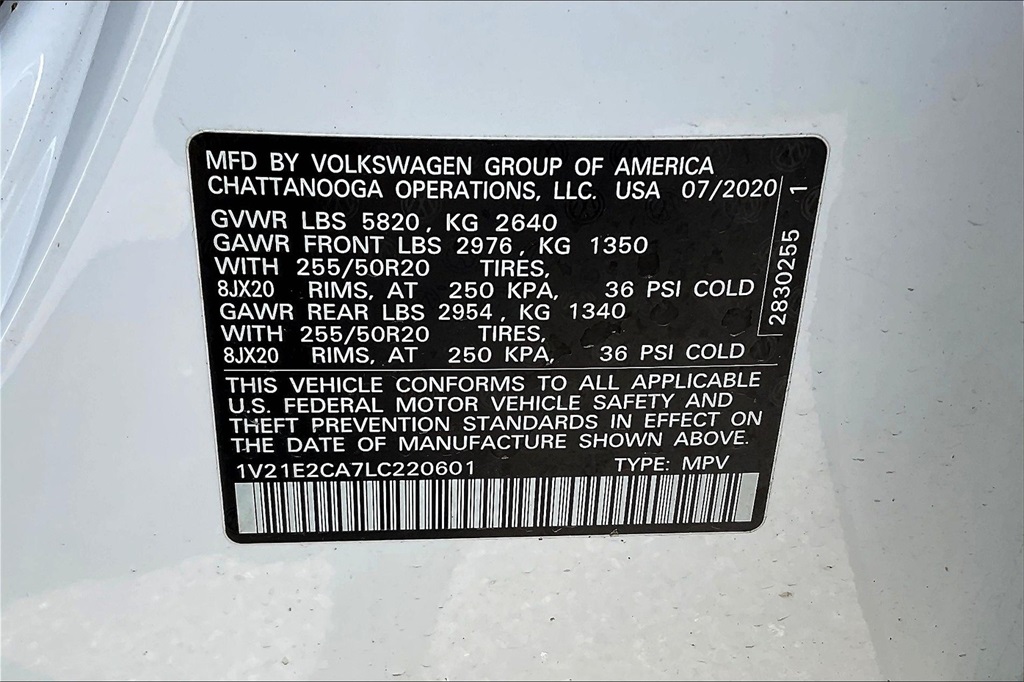 MFD BY VOLKSWAGEN GROUP OF AMERICA
CHATTANOOGA OPERATIONS, LLC. USA 07/2020
GVWR LBS 5820, KG 2640
GAWR FRONT LBS 2976, KG 1350
WITH 255/50R20 TIRES,
8JX20 RIMS, AT 250 KPA, 36 PSI COLD
GAWR REAR LBS 2954, KG 1340
WITH 255/50R20 TIRES,
8JX20 RIMS, AT 250 KPA, 36 PSI COLD
2830255 1
THIS VEHICLE CONFORMS TO ALL APPLICABLE
U.S. FEDERAL MOTOR VEHICLE SAFETY AND
THEFT PREVENTION STANDARDS IN EFFECT ON
THE DATE OF MANUFACTURE SHOWN ABOVE.
1V21E2CA7LC220601 TYPE: MPV